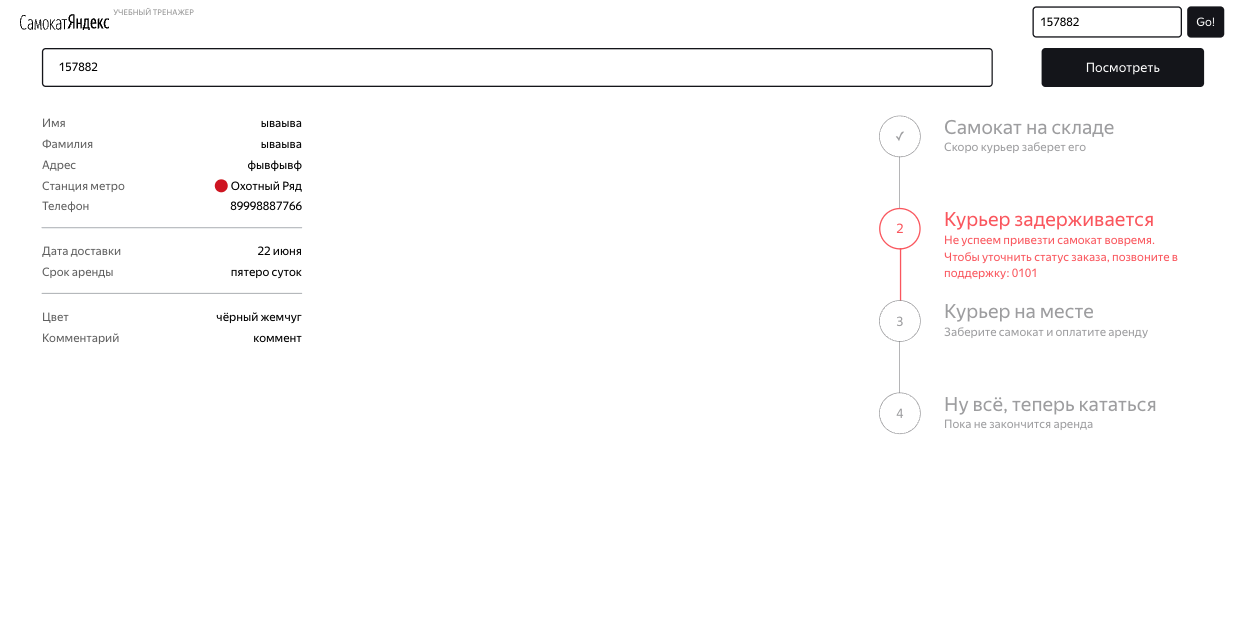 СамокатЯндекс
УЧЕБНЫЙ ТРЕНАЖЕР
157882
Go!
157882
Посмотреть
Имя ываыва
Фамилия ываыва
Адрес фывфывф
Станция метро Охотный Ряд
Телефон 89998887766
Дата доставки 22 июня
Срок аренды пятеро суток
Цвет чёрный жемчуг
Комментарий коммент
✓
Самокат на складе
Скоро курьер заберет его
2
Курьер задерживается
Не успеем привезти самокат вовремя.
Чтобы уточнить статус заказа, позвоните в
поддержку: 0101
3
Курьер на месте
Заберите самокат и оплатите аренду
4
Ну всё, теперь кататься
Пока не закончится аренда